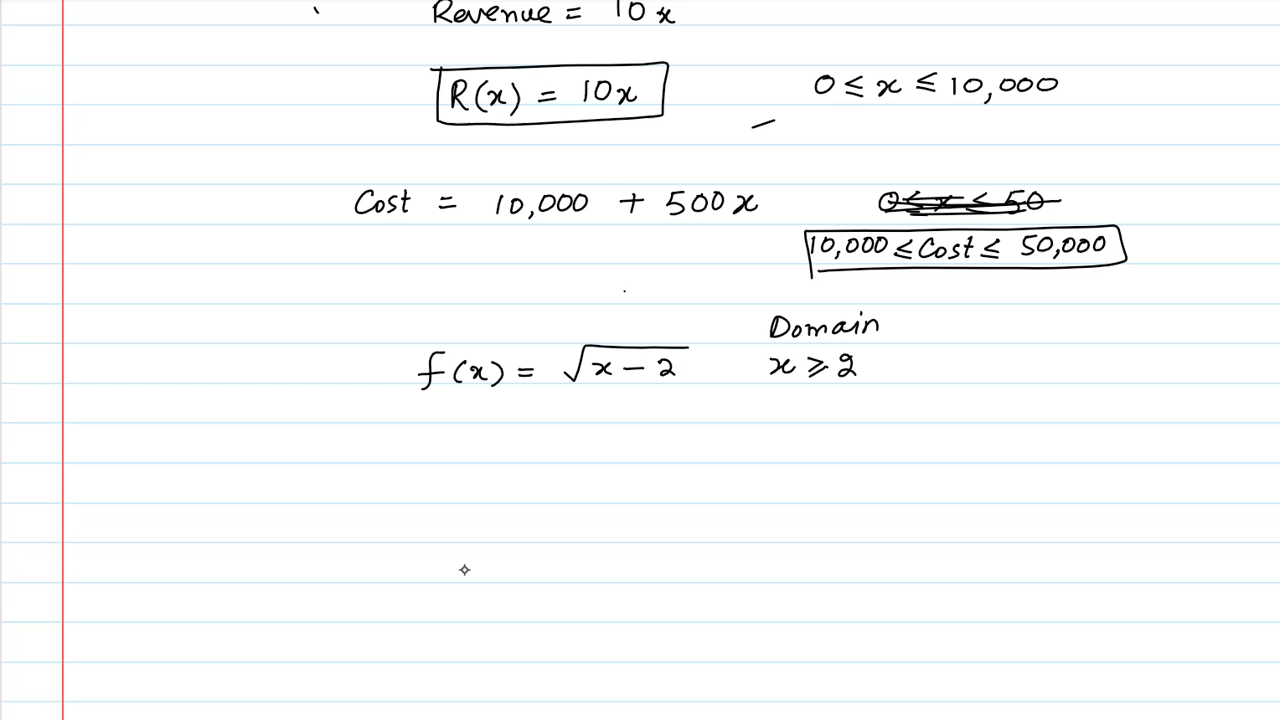 Revenue = 10x
R(x) = 10x 0 ≤ x ≤ 10,000
Cost = 10,000 + 500x 0 ≤ x ≤ 50
10,000 ≤ Cost ≤ 50,000
Domain
f(x) = √x - 2 x ≥ 2